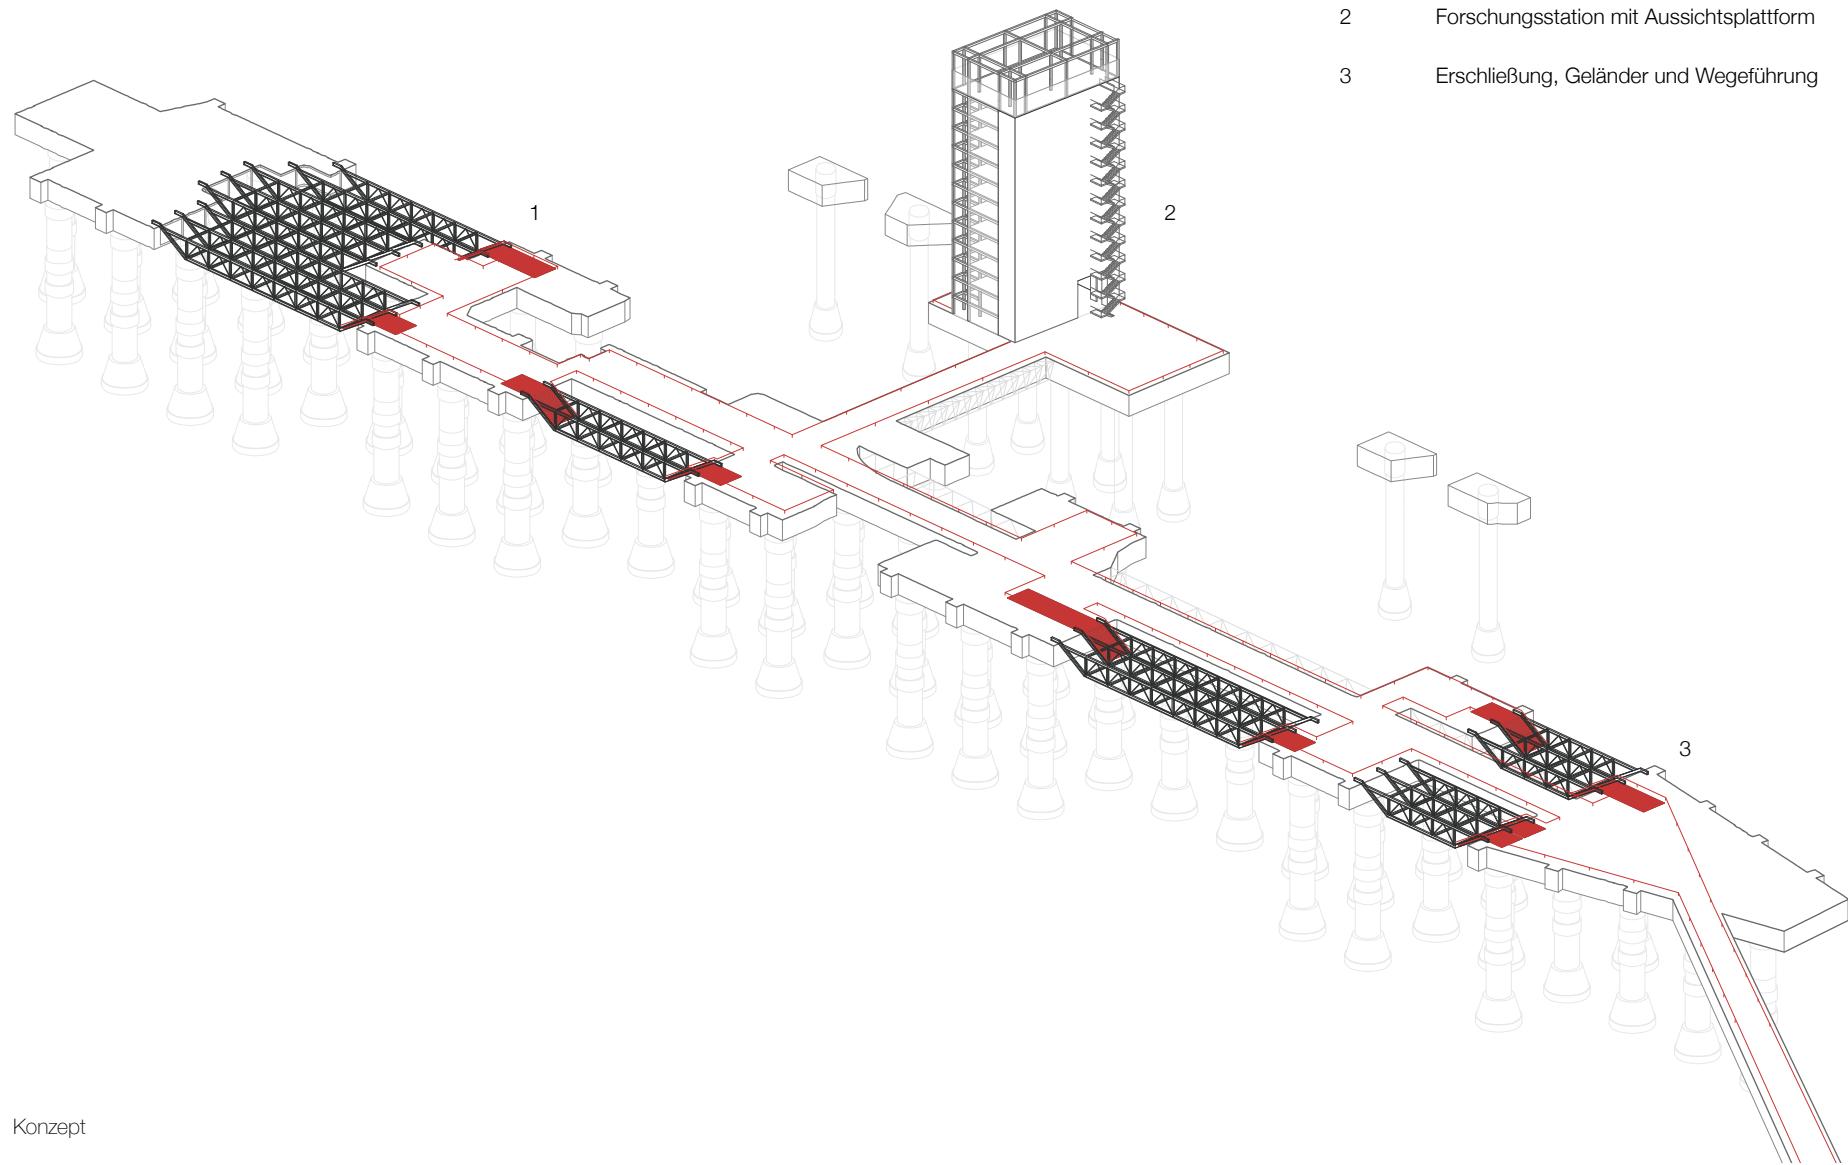 2 Forschungsstation mit Aussichtsplattform
3 Erschließung, Geländer und Wegeführung
1
2
3
Konzept